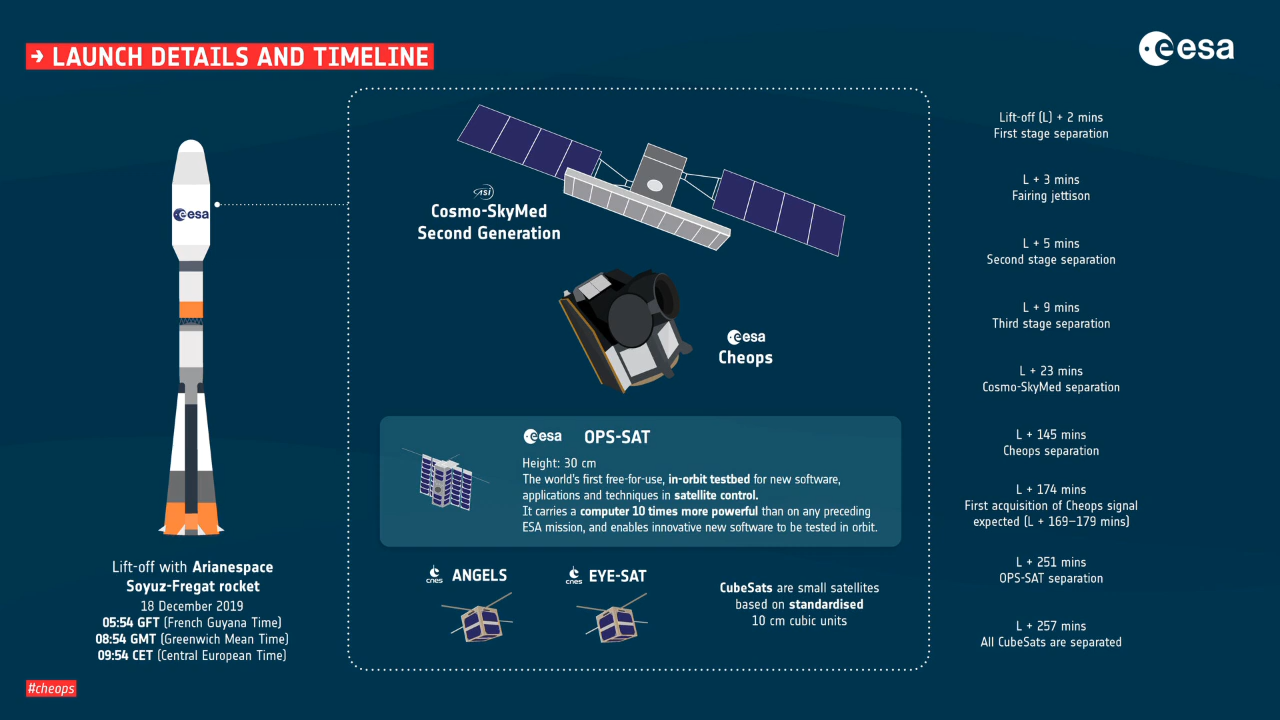 → LAUNCH DETAILS AND TIMELINE
esa
esa
Lift-off with Arianespace
Soyuz-Fregat rocket
18 December 2019
05:54 GFT (French Guyana Time)
08:54 GMT (Greenwich Mean Time)
09:54 CET (Central European Time)
#cheops
asi
Cosmo-SkyMed
Second Generation
esa
Cheops
esa OPS-SAT
Height: 30 cm
The world's first free-for-use, in-orbit testbed for new software,
applications and techniques in satellite control.
It carries a computer 10 times more powerful than on any preceding
ESA mission, and enables innovative new software to be tested in orbit.
cnes ANGELS
cnes EYE-SAT
CubeSats are small satellites
based on standardised
10 cm cubic units
Lift-off (L) + 2 mins
First stage separation
L + 3 mins
Fairing jettison
L + 5 mins
Second stage separation
L + 9 mins
Third stage separation
L + 23 mins
Cosmo-SkyMed separation
L + 145 mins
Cheops separation
L + 174 mins
First acquisition of Cheops signal
expected (L + 169–179 mins)
L + 251 mins
OPS-SAT separation
L + 257 mins
All CubeSats are separated